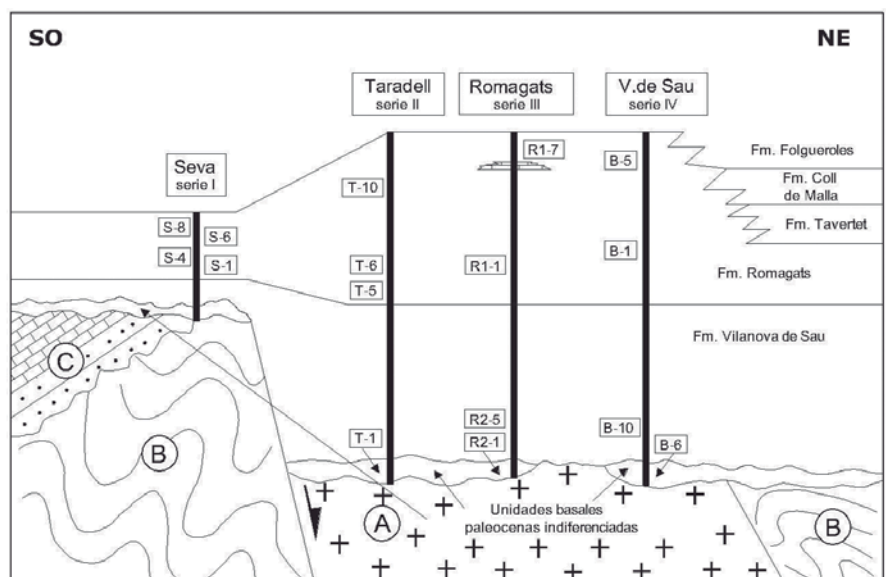 SO
NE
Taradell
serie II
Romagats
serie III
V.de Sau
serie IV
Seva
serie I
R1-7
B-5
Fm. Folgueroles
T-10
Fm. Coll
de Malla
S-8
S-6
Fm. Tavertet
S-4
S-1
T-6
R1-1
B-1
Fm. Romagats
T-5
Fm. Vilanova de Sau
C
B
T-1
R2-5
R2-1
B-10
B-6
A
Unidades basales
paleocenas indiferenciadas
B